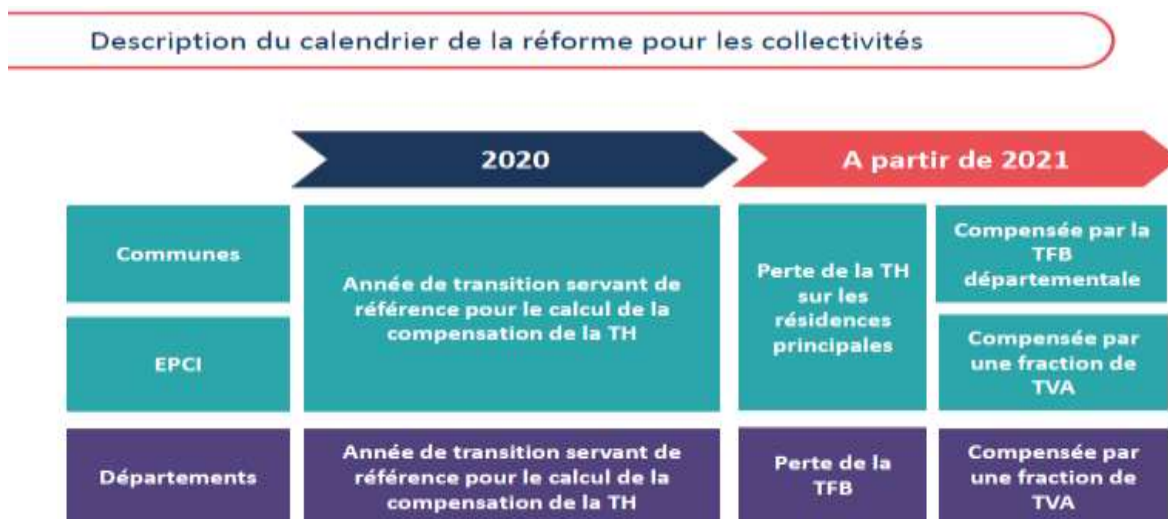 Description du calendrier de la réforme pour les collectivités
2020
A partir de 2021
Communes
EPCI
Année de transition servant de
référence pour le calcul de la
compensation de la TH
Perte de la TH
sur les
résidences
principales
Compensée par la
TFB
départementale
Compensée par
une fraction de
TVA
Départements
Année de transition servant de
référence pour le calcul de la
compensation de la TH
Perte de la
TFB
Compensée par
une fraction de
TVA